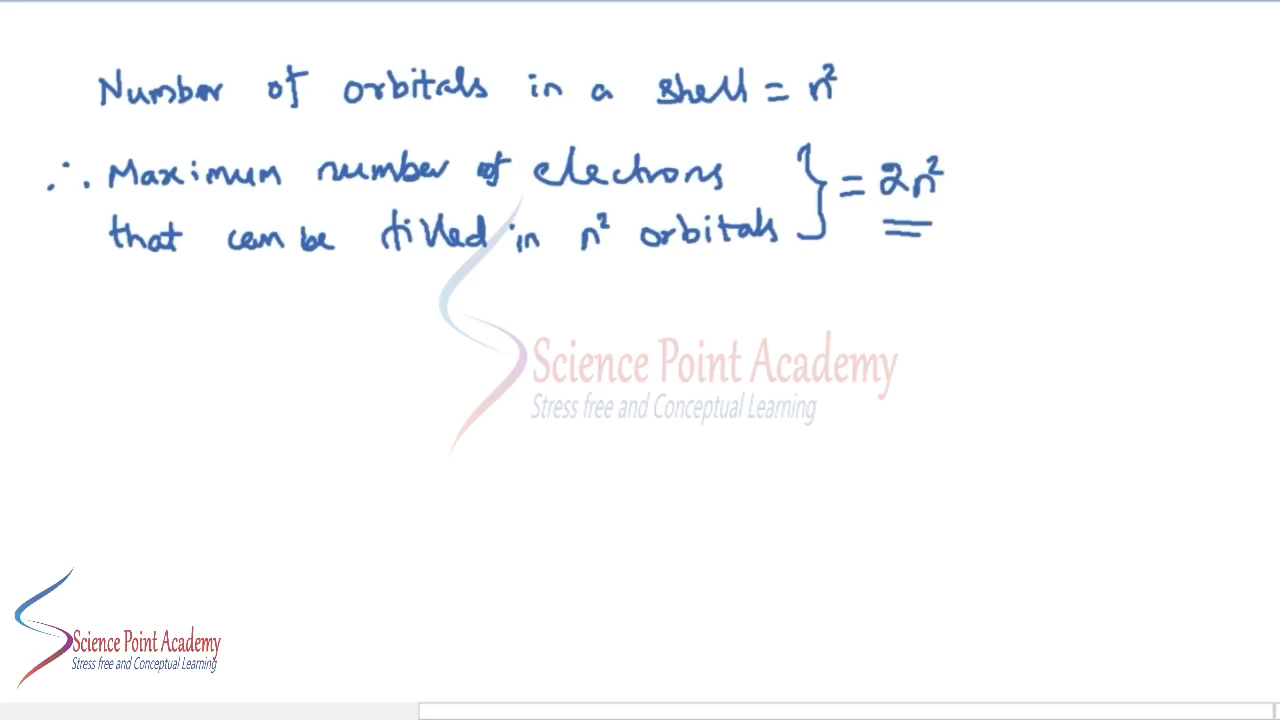 Number of orbitals in a shell = n²
∴ Maximum number of electrons } = 2n²
that can be filled in n² orbitals
Science Point Academy
Stress free and Conceptual Learning
Science Point Academy
Stress free and Conceptual Learning